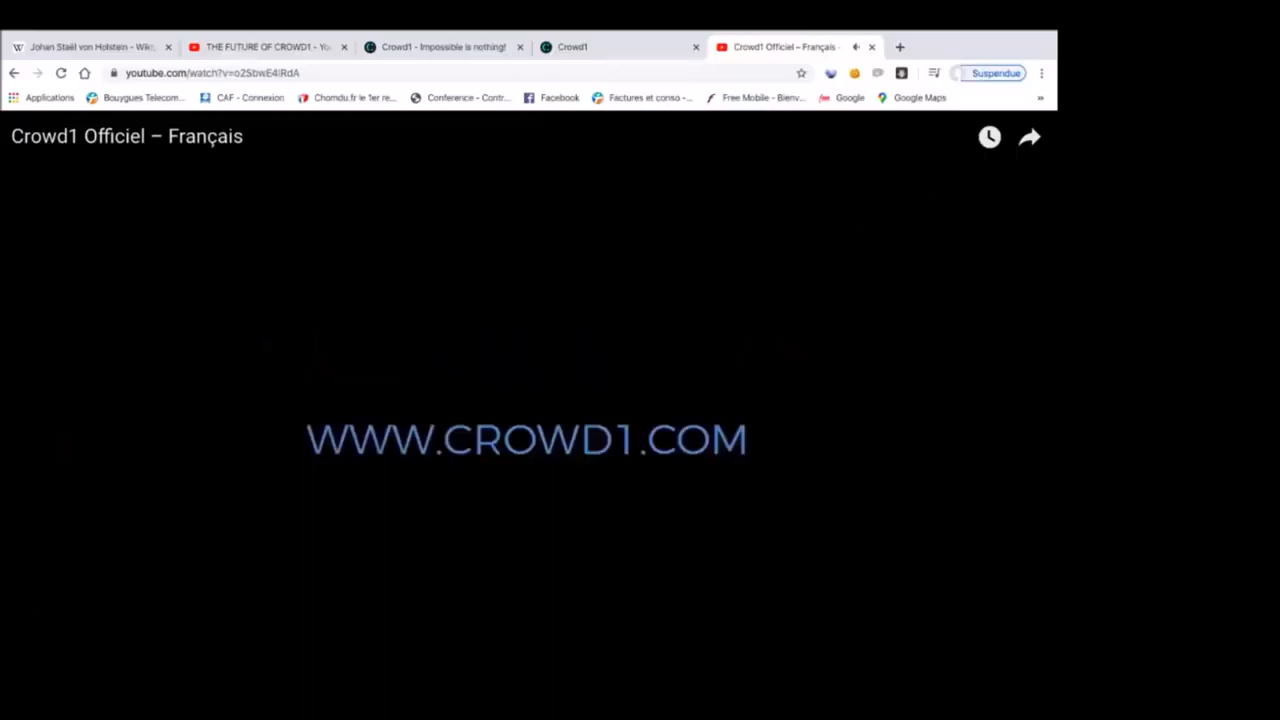 Johan Staël von Holstein - Wiki
THE FUTURE OF CROWD1 - Yo
Crowd1 - Impossible is nothing!
Crowd1
Crowd1 Officiel – Français -
youtube.com/watch?v=o2SbwE4IRdA
Suspendue
Applications
Bouygues Telecom...
CAF - Connexion
Chomdu.fr le 1er re...
Conference - Contr...
Facebook
Factures et conso -...
Free Mobile - Bienv...
Google
Google Maps
»
Crowd1 Officiel – Français
WWW.CROWD1.COM